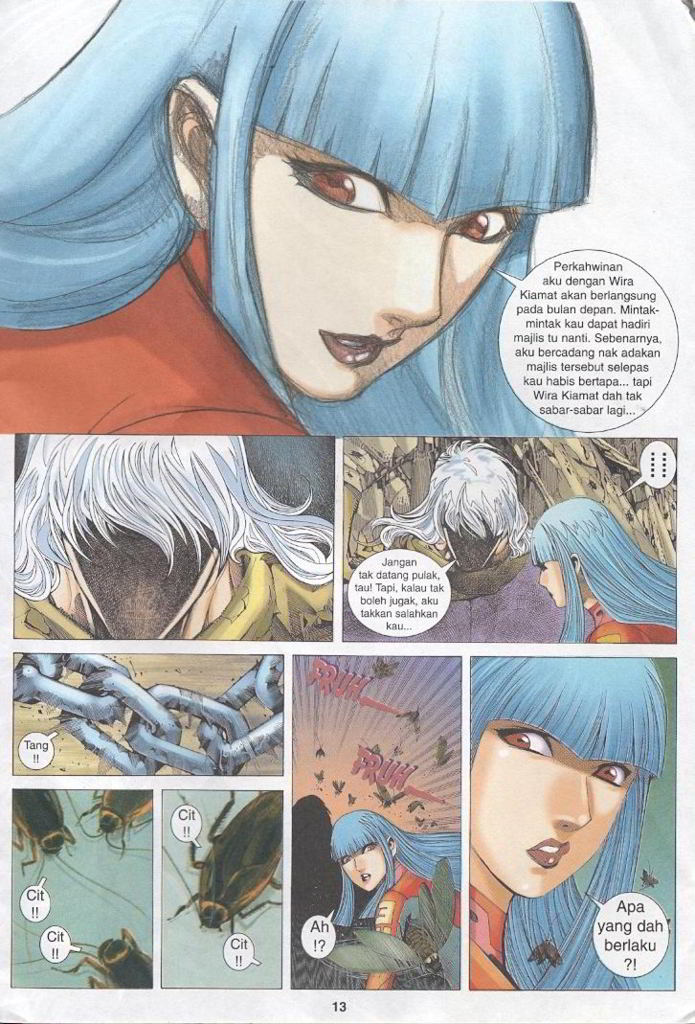 Perkahwinan
aku dengan Wira
Kiamat akan berlangsung
pada bulan depan. Mintak-
mintak kau dapat hadiri
majlis tu nanti. Sebenarnya,
aku bercadang nak adakan
majlis tersebut selepas
kau habis bertapa... tapi
Wira Kiamat dah tak
sabar-sabar lagi...
Jangan
tak datang pulak,
tau! Tapi, kalau tak
boleh jugak, aku
takkan salahkan
kau...
Tang
!!
Cit
!!
Cit
!!
Cit
!!
Cit
!!
FRUH
FRUH
Ah
!?
Apa
yang dah
berlaku
?!
13